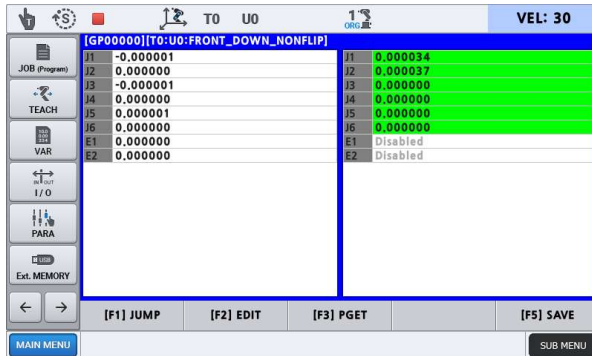 S
T0 U0
1
ORG
VEL: 30
JOB (Program)
TEACH
VAR
IN OUT
I / O
PARA
USB
Ext. MEMORY
[GP00000][T0:U0:FRONT_DOWN_NONFLIP]
J1 -0.000001
J2 0.000000
J3 -0.000001
J4 0.000000
J5 0.000001
J6 0.000000
E1 0.000000
E2 0.000000
J1 0.000034
J2 0.000037
J3 0.000000
J4 0.000000
J5 0.000000
J6 0.000000
E1 Disabled
E2 Disabled
[F1] JUMP [F2] EDIT [F3] PGET [F5] SAVE
MAIN MENU
SUB MENU